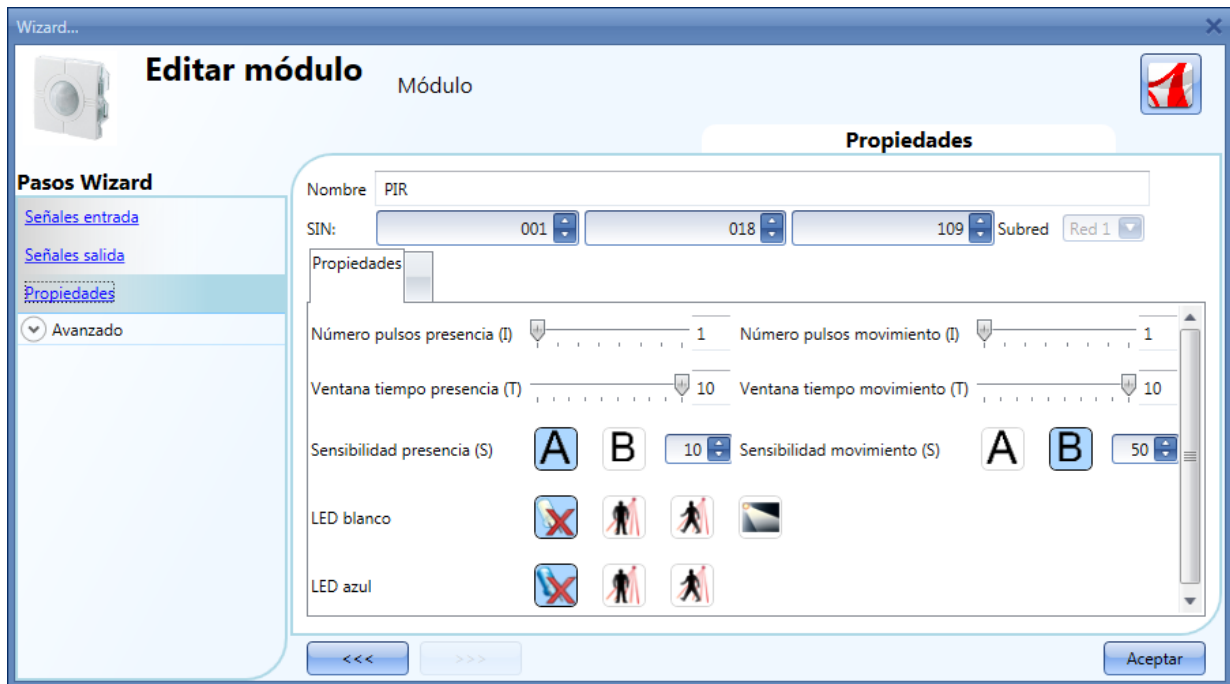 Wizard...
Editar módulo Módulo
Propiedades
Pasos Wizard
Señales entrada
Señales salida
Propiedades
Avanzado
Nombre PIR
SIN: 001 018 109 Subred Red 1
Propiedades
Número pulsos presencia (I) 1 Número pulsos movimiento (I) 1
Ventana tiempo presencia (T) 10 Ventana tiempo movimiento (T) 10
Sensibilidad presencia (S) A B 10 Sensibilidad movimiento (S) A B 50
LED blanco
LED azul
<<< >>> Aceptar